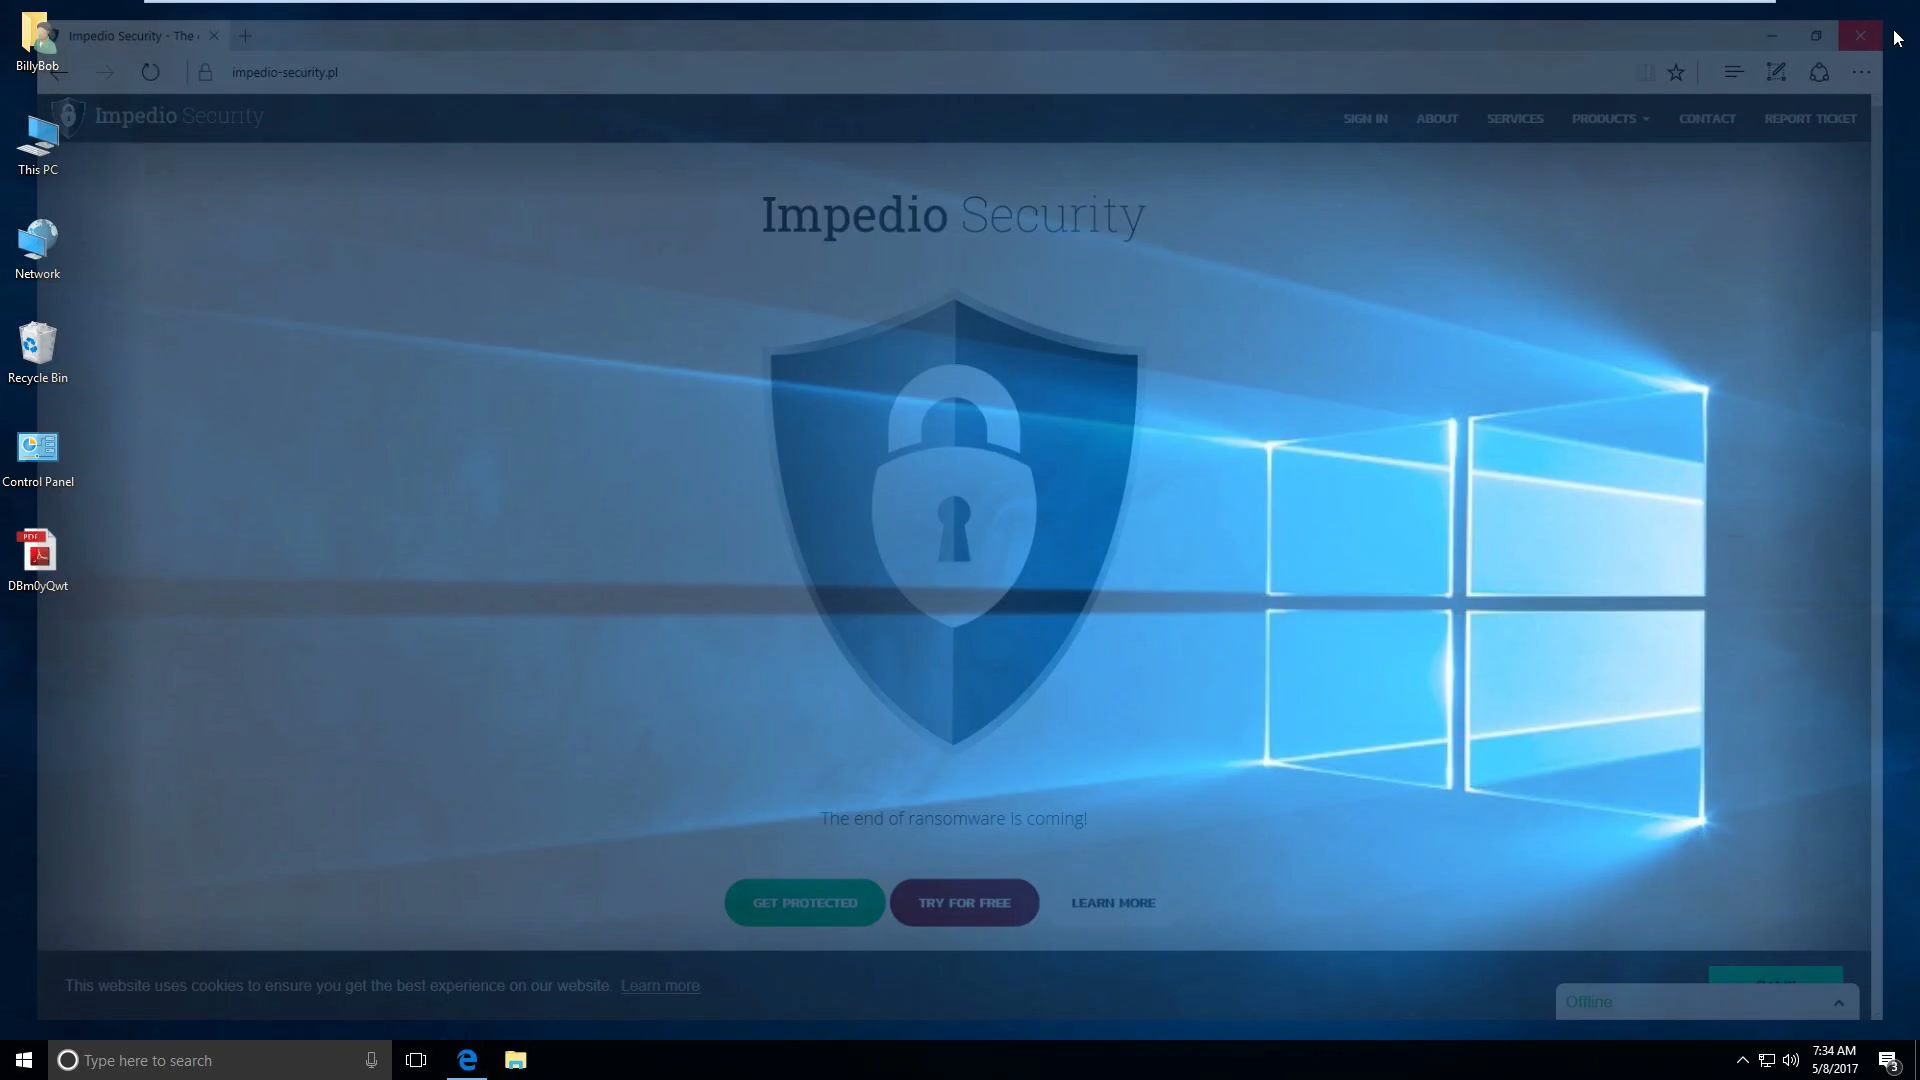 BillyBob
This PC
Network
Recycle Bin
Control Panel
PDF
DBm0yQwt
Impedio Security - The
impedio-security.pl
Impedio Security
SIGN IN ABOUT SERVICES PRODUCTS CONTACT REPORT TICKET
Impedio Security
The end of ransomware is coming!
GET PROTECTED TRY FOR FREE LEARN MORE
This website uses cookies to ensure you get the best experience on our website. Learn more
Offline
Type here to search
7:34 AM
5/8/2017
3